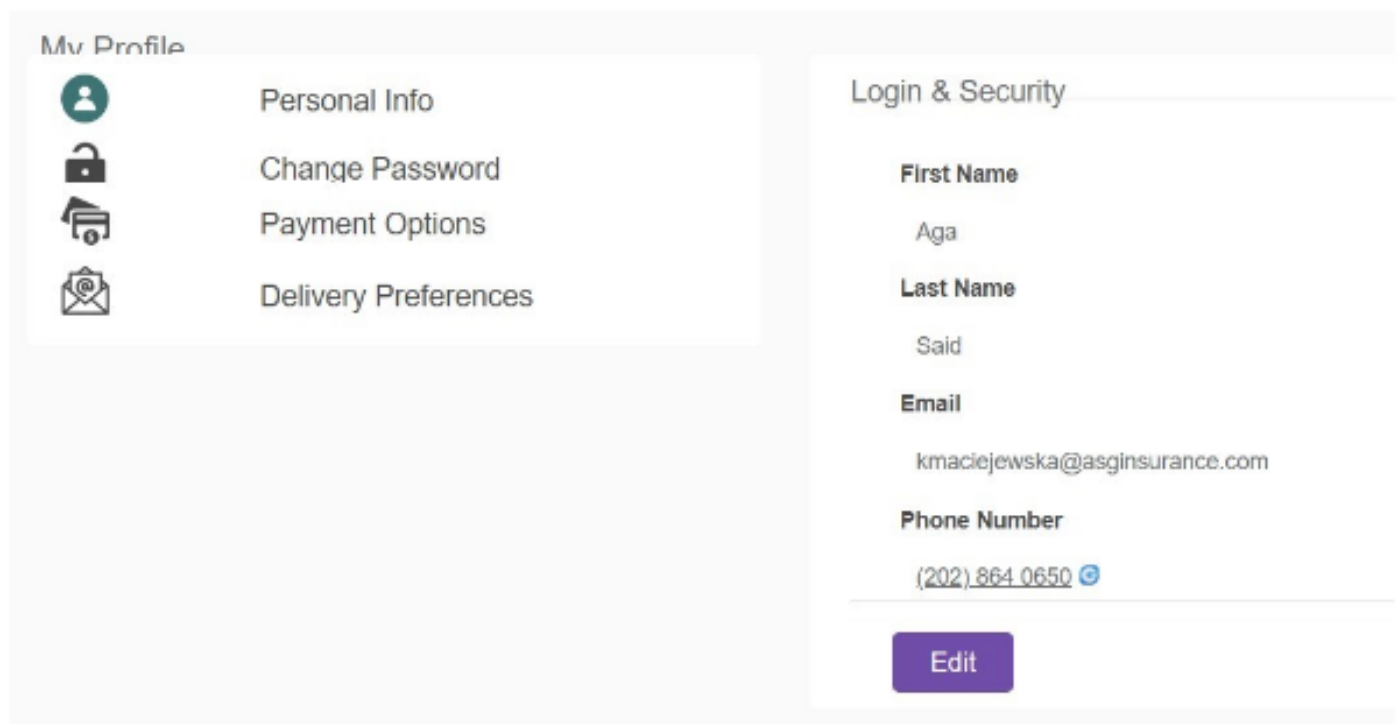 My Profile
Personal Info
Change Password
Payment Options
Delivery Preferences
Login & Security
First Name
Aga
Last Name
Said
Email
kmaciejewska@asginsurance.com
Phone Number
(202) 864 0650
Edit